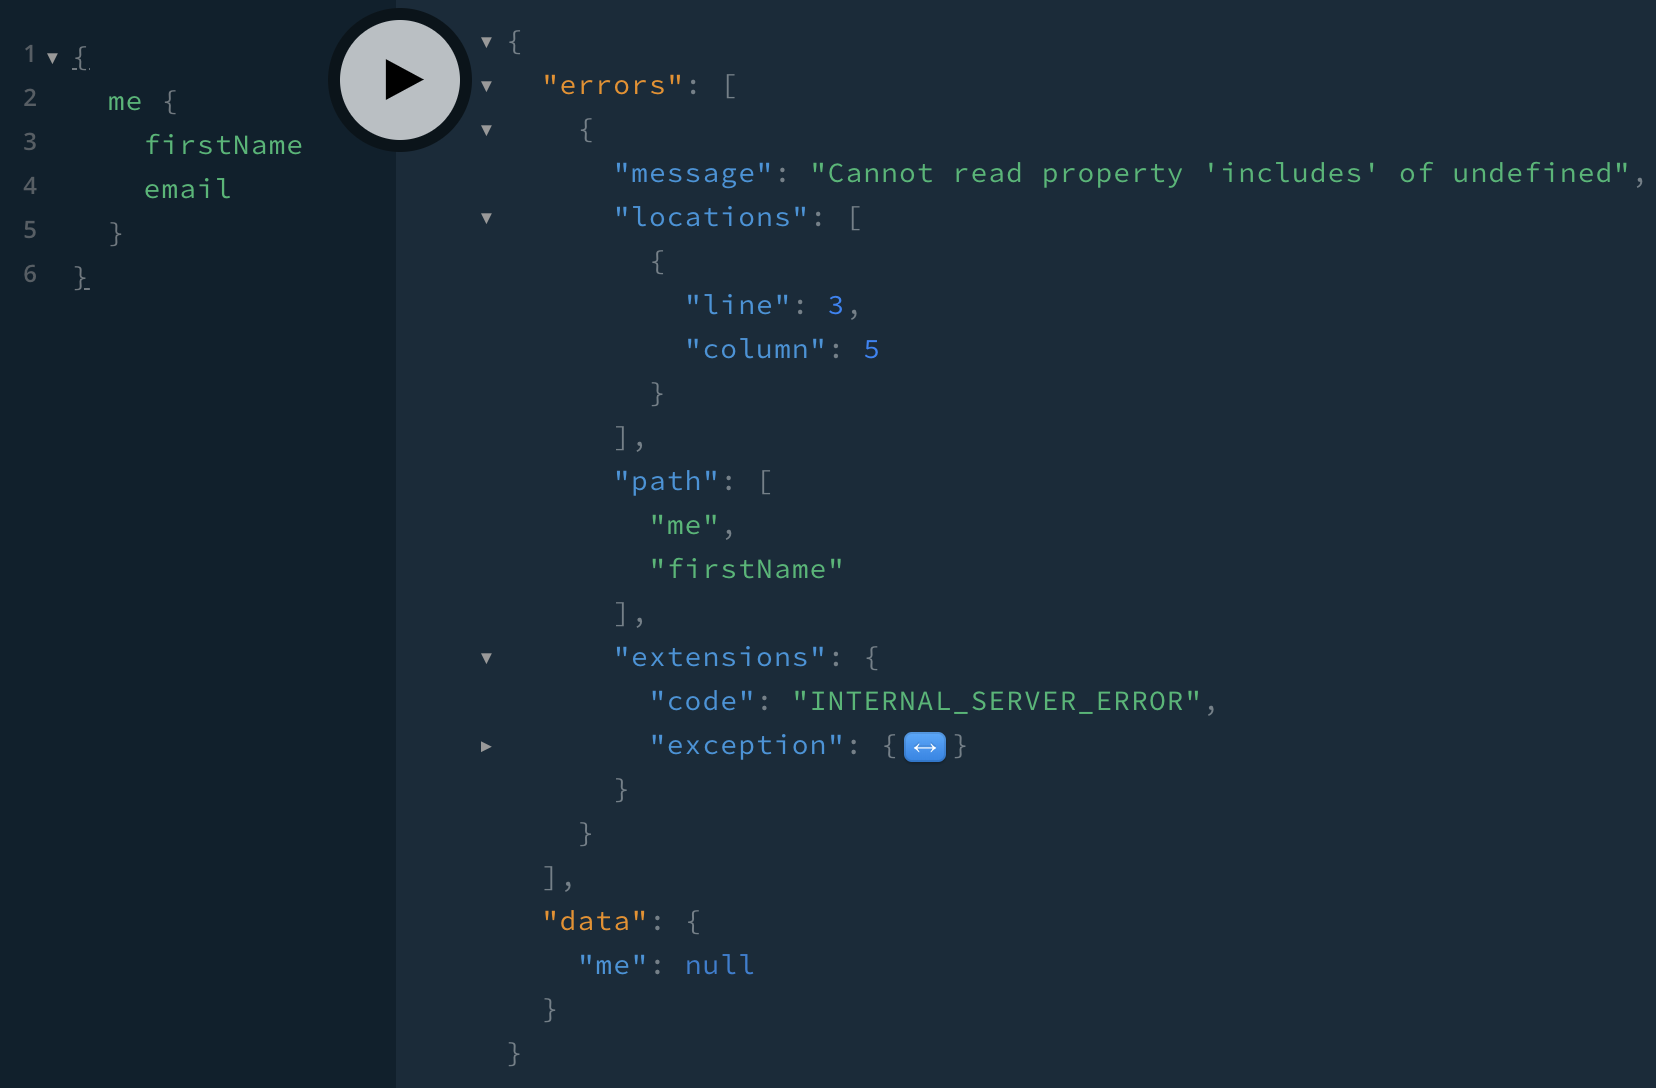 1 {
2 me {
3 firstName
4 email
5 }
6 }
{
"errors": [
{
"message": "Cannot read property 'includes' of undefined",
"locations": [
{
"line": 3,
"column": 5
}
],
"path": [
"me",
"firstName"
],
"extensions": {
"code": "INTERNAL_SERVER_ERROR",
"exception": {↔}
}
}
],
"data": {
"me": null
}
}